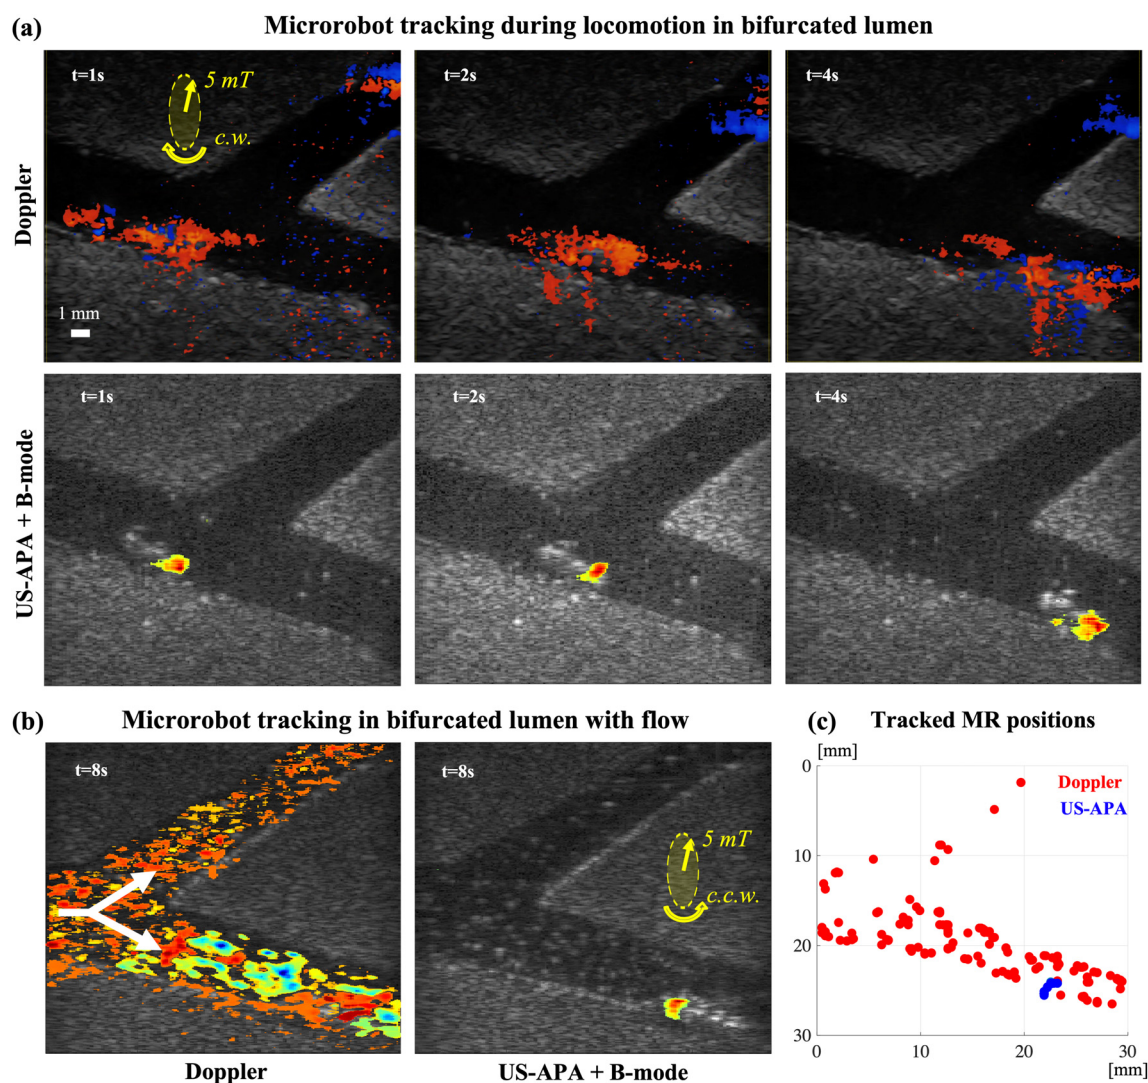 (a) Microrobot tracking during locomotion in bifurcated lumen
Doppler
t=1s
5 mT
c.w.
1 mm
t=2s
t=4s
US-APA + B-mode
t=1s
t=2s
t=4s
(b) Microrobot tracking in bifurcated lumen with flow
t=8s
Doppler
t=8s
5 mT
c.c.w.
US-APA + B-mode
(c) Tracked MR positions
[mm]
0
10
20
30
Doppler
US-APA
0 10 20 30
[mm]